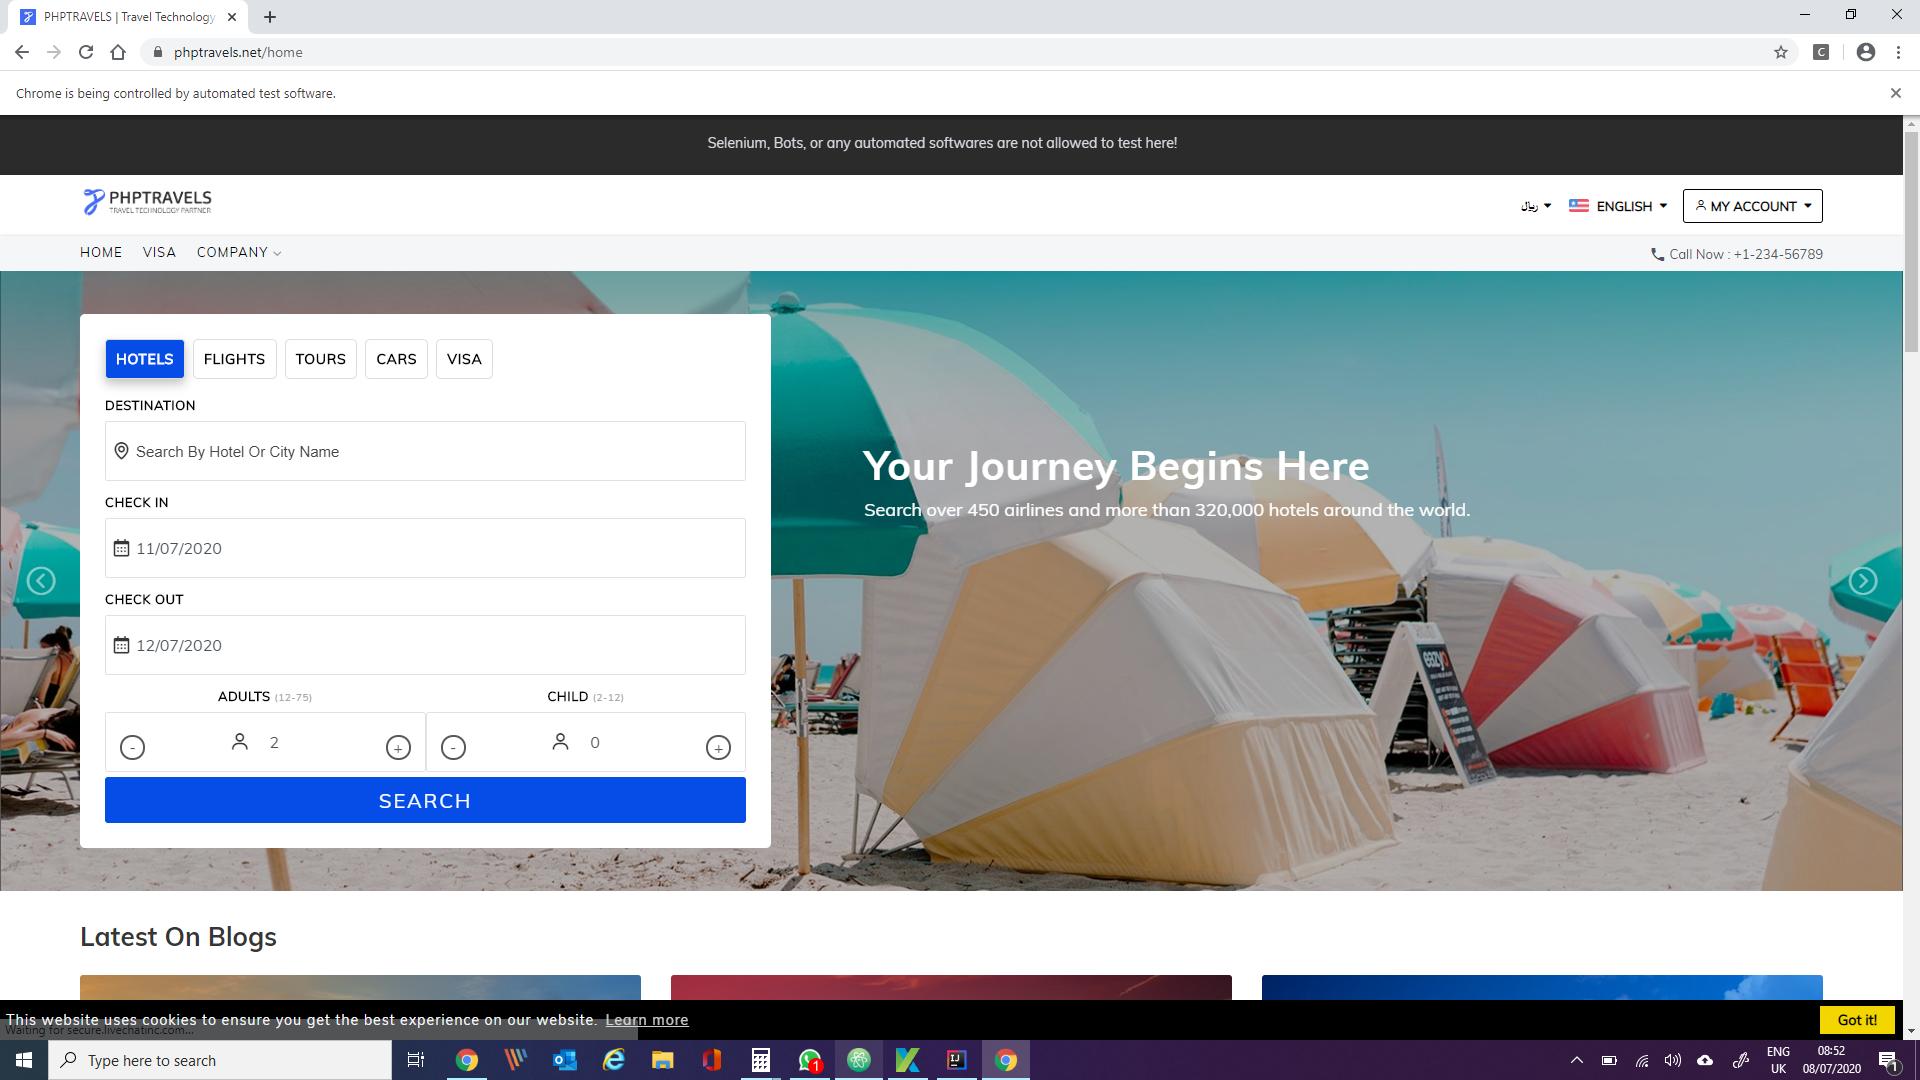 PHPTRAVELS | Travel Technology
phptravels.net/home
Chrome is being controlled by automated test software.
Selenium, Bots, or any automated softwares are not allowed to test here!
PHPTRAVELS
TRAVEL TECHNOLOGY PARTNER
ریال
ENGLISH
MY ACCOUNT
HOME VISA COMPANY
Call Now : +1-234-56789
HOTELS FLIGHTS TOURS CARS VISA
DESTINATION
Search By Hotel Or City Name
CHECK IN
11/07/2020
CHECK OUT
12/07/2020
ADULTS (12-75) CHILD (2-12)
- 2 + - 0 +
SEARCH
Your Journey Begins Here
Search over 450 airlines and more than 320,000 hotels around the world.
eazy
Latest On Blogs
This website uses cookies to ensure you get the best experience on our website. Learn more
Got it!
Waiting for secure.livechatinc.com...
Type here to search
1
ENG
UK
08:52
08/07/2020
1